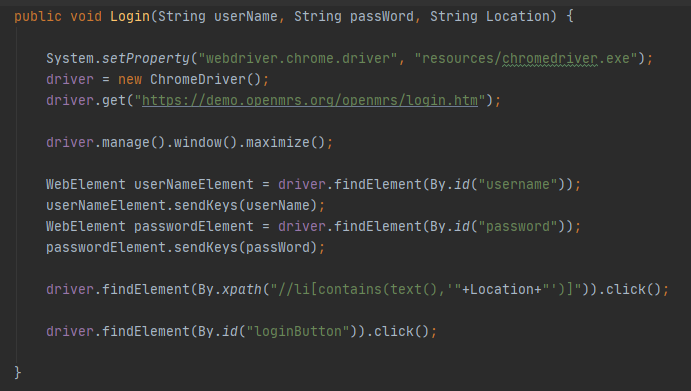 public void Login(String userName, String passWord, String Location) {
System.setProperty("webdriver.chrome.driver", "resources/chromedriver.exe");
driver = new ChromeDriver();
driver.get("https://demo.openmrs.org/openmrs/login.htm");
driver.manage().window().maximize();
WebElement userNameElement = driver.findElement(By.id("username"));
userNameElement.sendKeys(userName);
WebElement passwordElement = driver.findElement(By.id("password"));
passwordElement.sendKeys(passWord);
driver.findElement(By.xpath("//li[contains(text(),'"+Location+"')]")).click();
driver.findElement(By.id("loginButton")).click();
}